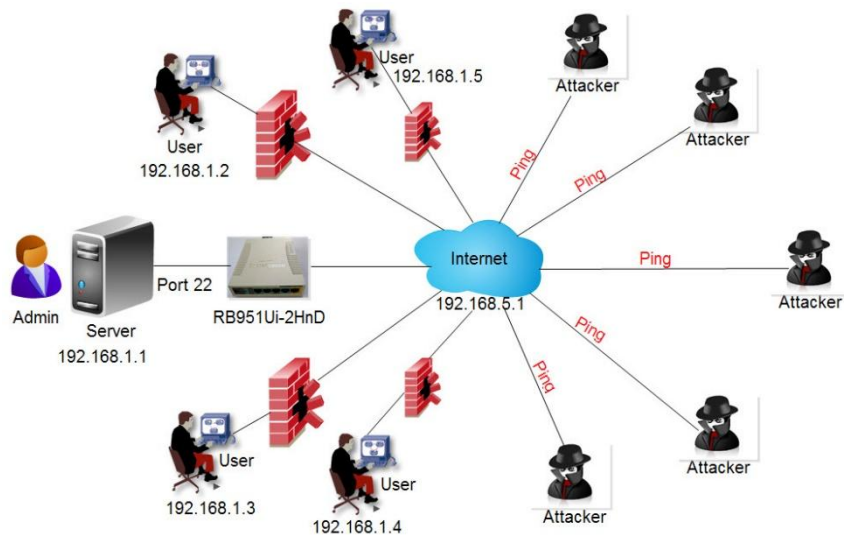 User
192.168.1.5
Attacker
User
192.168.1.2
Ping
Attacker
Ping
Admin
Server
192.168.1.1
Port 22
RB951Ui-2HnD
Internet
192.168.5.1
Ping
Attacker
Ping
Ping
User
192.168.1.3
User
192.168.1.4
Attacker
Attacker